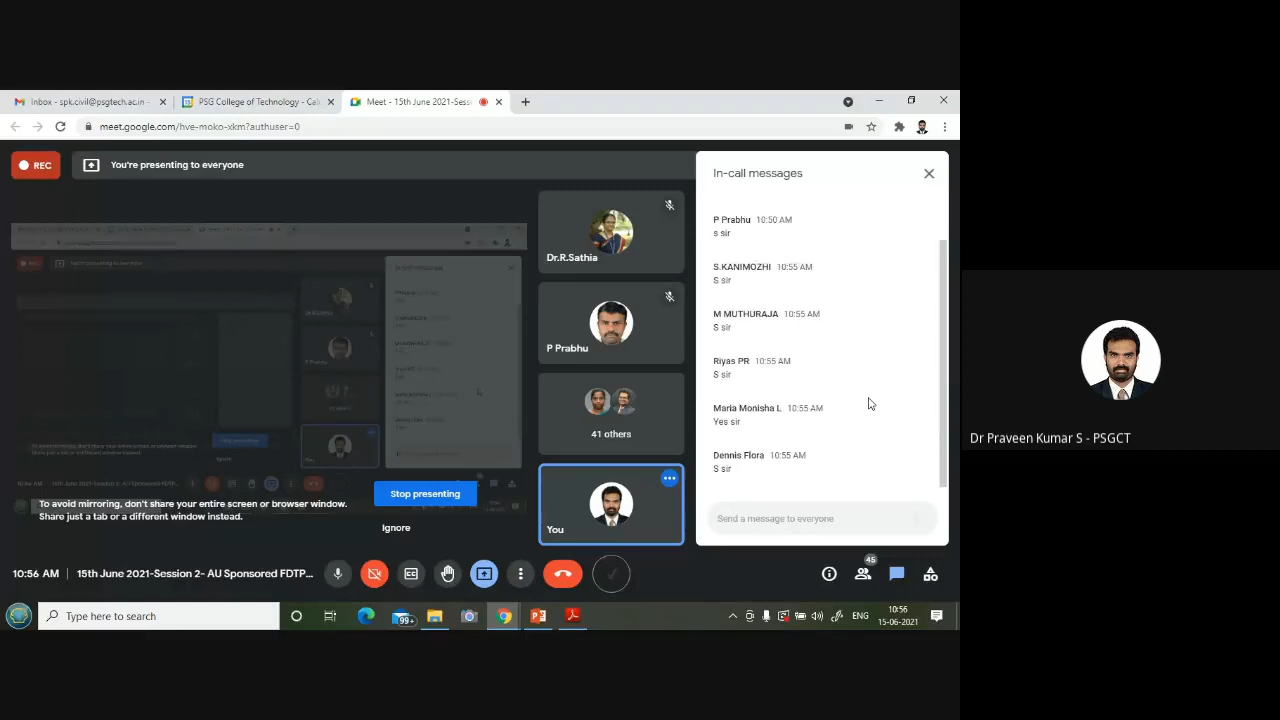 Inbox - spk.civil@psgtech.ac.in -
PSG College of Technology - Cal
Meet - 15th June 2021-Sess
meet.google.com/hve-moko-xkm?authuser=0
REC
You're presenting to everyone
In-call messages
P Prabhu 10:50 AM
s sir
S.KANIMOZHI 10:55 AM
S sir
M MUTHURAJA 10:55 AM
S sir
Riyas PR 10:55 AM
S sir
Maria Monisha L 10:55 AM
Yes sir
Dennis Flora 10:55 AM
S sir
Send a message to everyone
Dr.R.Sathia
P Prabhu
41 others
You
To avoid mirroring, don't share your entire screen or browser window.
Share just a tab or a different window instead.
Stop presenting
Ignore
10:56 AM | 15th June 2021-Session 2- AU Sponsored FDTP...
45
Type here to search
99+
ENG
10:56
15-06-2021
Dr Praveen Kumar S - PSGCT